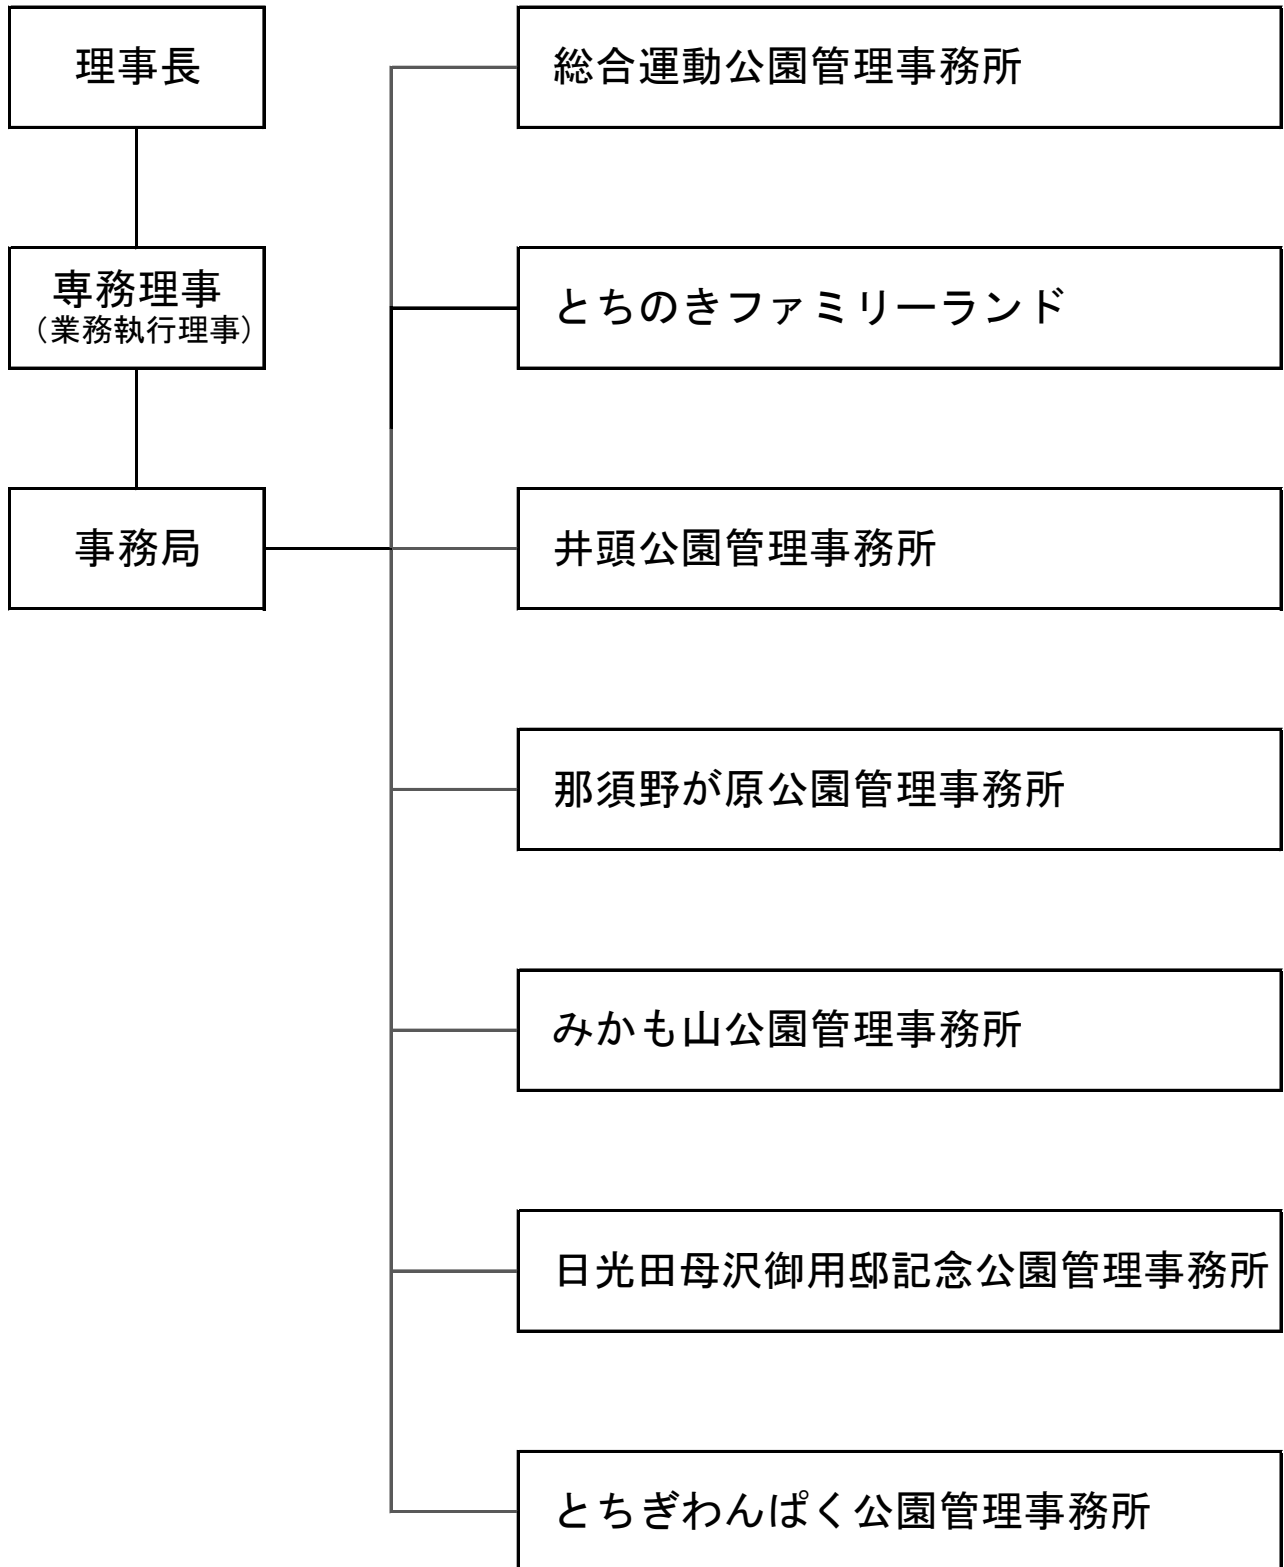 理事長
専務理事
（業務執行理事）
事務局
総合運動公園管理事務所
とちのきファミリーランド
井頭公園管理事務所
那須野が原公園管理事務所
みかも山公園管理事務所
日光田母沢御用邸記念公園管理事務所
とちぎわんぱく公園管理事務所